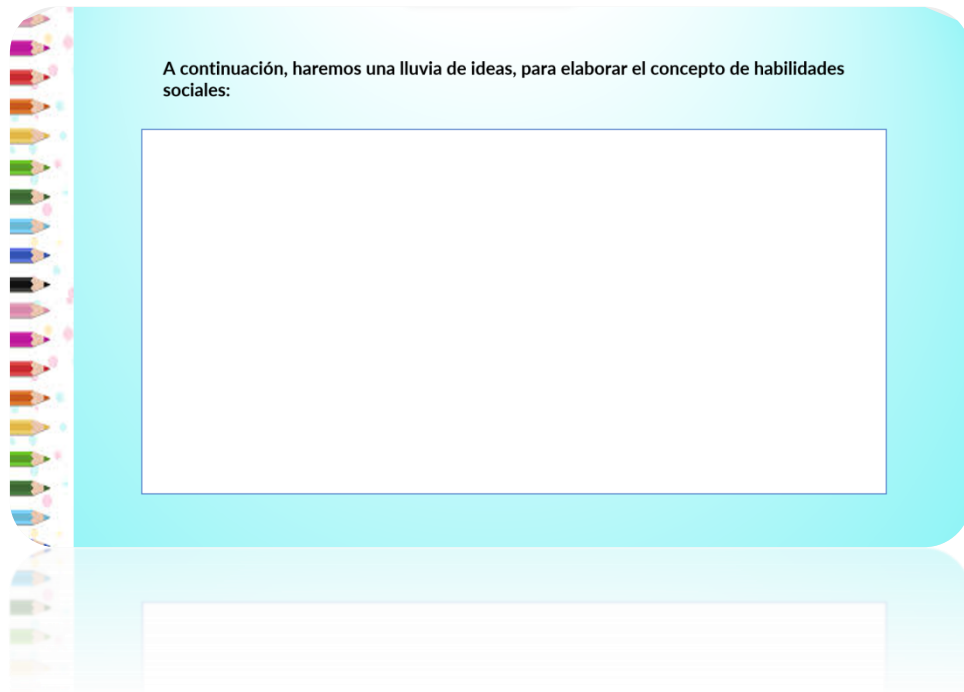 A continuación, haremos una lluvia de ideas, para elaborar el concepto de habilidades
sociales: